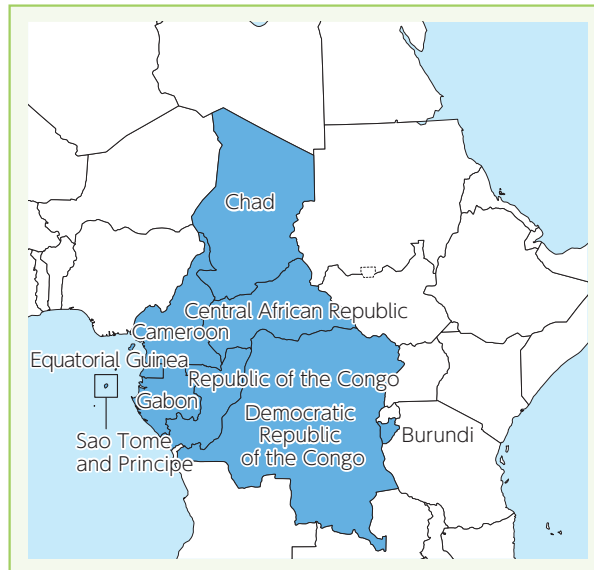 Chad
Central African Republic
Cameroon
Equatorial Guinea
Republic of the Congo
Gabon
Democratic
Republic
of the Congo
Burundi
Sao Tome
and Principe